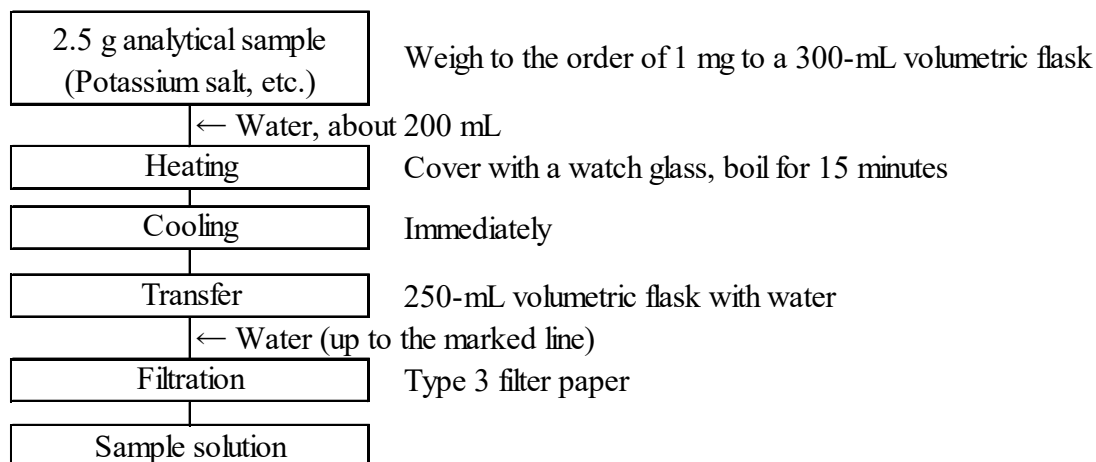 2.5 g analytical sample
(Potassium salt, etc.)
Weigh to the order of 1 mg to a 300-mL volumetric flask
← Water, about 200 mL
Heating
Cover with a watch glass, boil for 15 minutes
Cooling
Immediately
Transfer
250-mL volumetric flask with water
← Water (up to the marked line)
Filtration
Type 3 filter paper
Sample solution